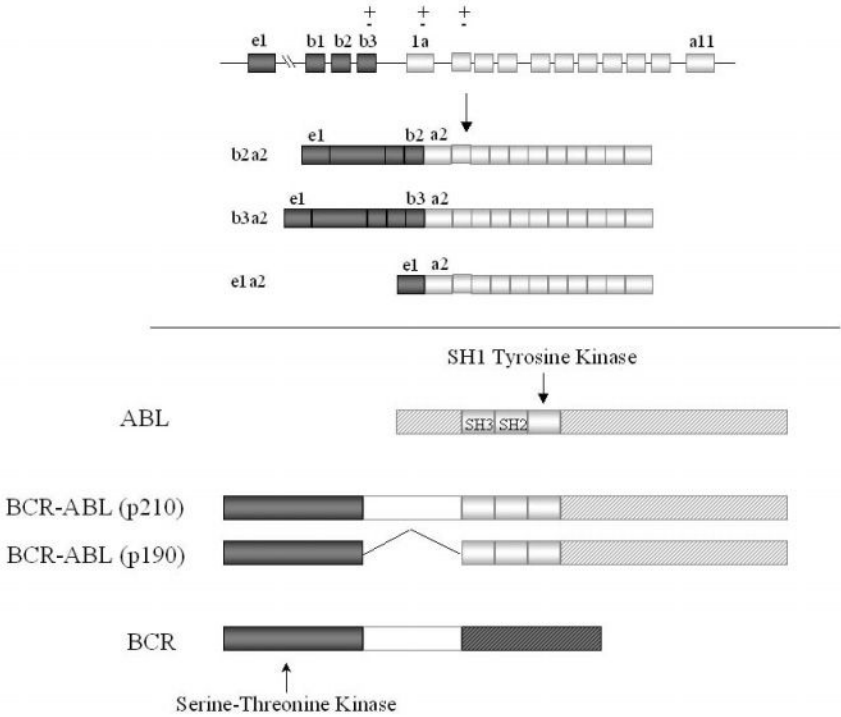 + + +
- - -
e1 b1 b2 b3 1a a11
e1 b2 a2
b2a2
e1 b3 a2
b3a2
e1 a2
e1a2
SH1 Tyrosine Kinase
ABL SH3 SH2
BCR-ABL (p210)
BCR-ABL (p190)
BCR
Serine-Threonine Kinase